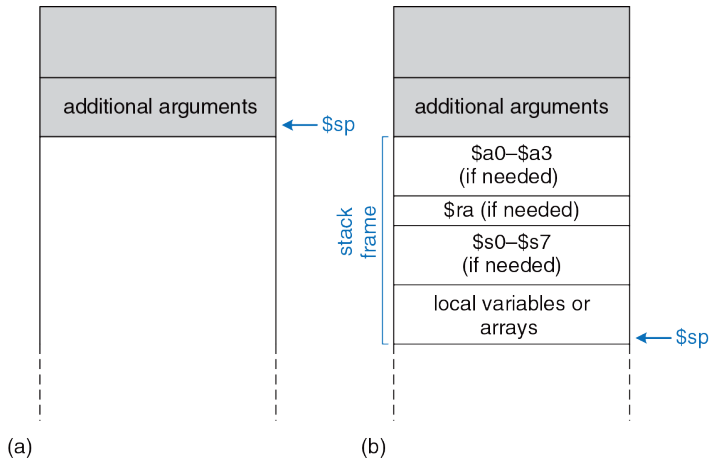 additional arguments
$sp
(a)
additional arguments
$a0–$a3
(if needed)
$ra (if needed)
$s0–$s7
(if needed)
local variables or
arrays
stack
frame
$sp
(b)